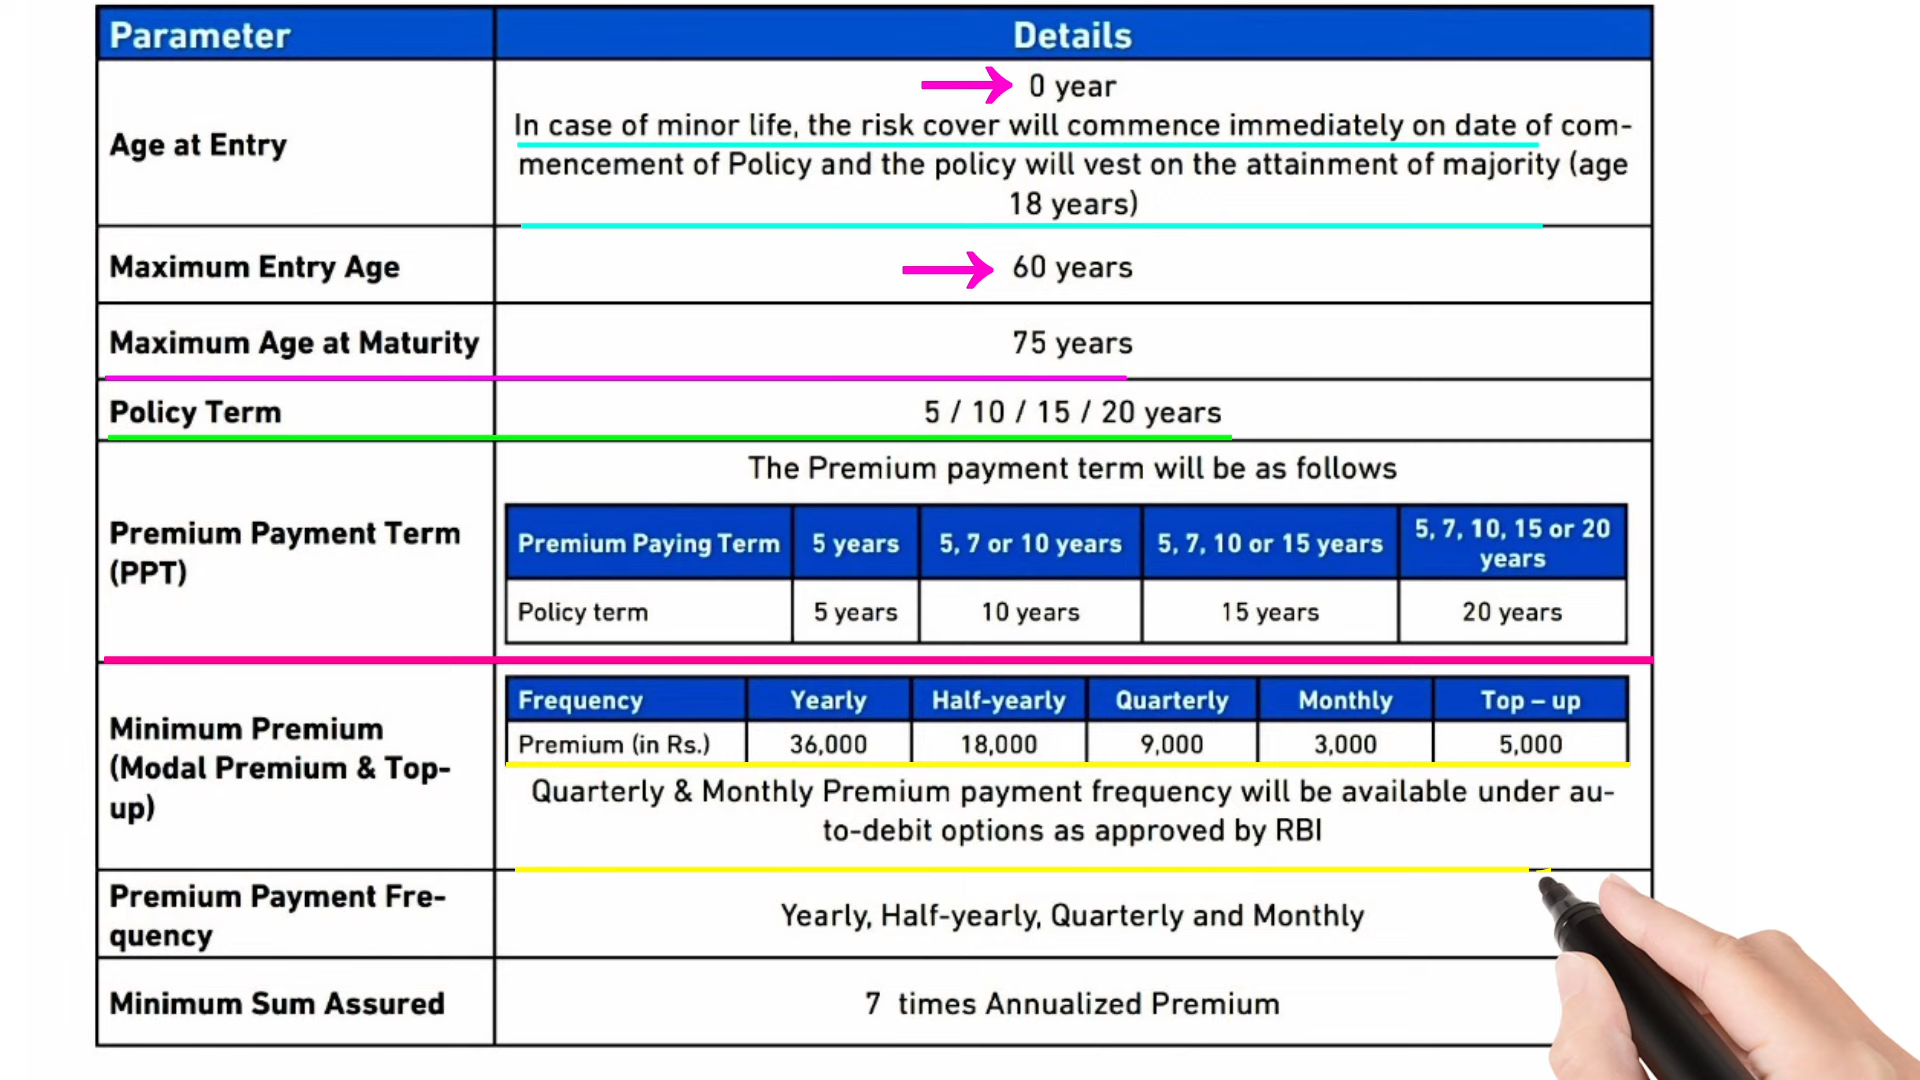 Parameter Details
0 year
In case of minor life, the risk cover will commence immediately on date of com-
Age at Entry
mencement of Policy and the policy will vest on the attainment of majority (age
18 years)
Maximum Entry Age 60 years
Maximum Age at Maturity 75 years
Policy Term 5 / 10 / 15 / 20 years
The Premium payment term will be as follows
Premium Payment Term
(PPT)
Premium Paying Term 5 years 5, 7 or 10 years 5, 7, 10 or 15 years 5, 7, 10, 15 or 20
years
Policy term 5 years 10 years 15 years 20 years
Minimum Premium
(Modal Premium & Top-
up)
Frequency Yearly Half-yearly Quarterly Monthly Top – up
Premium (in Rs.) 36,000 18,000 9,000 3,000 5,000
Quarterly & Monthly Premium payment frequency will be available under au-
to-debit options as approved by RBI
Premium Payment Fre-
quency
Yearly, Half-yearly, Quarterly and Monthly
Minimum Sum Assured 7 times Annualized Premium